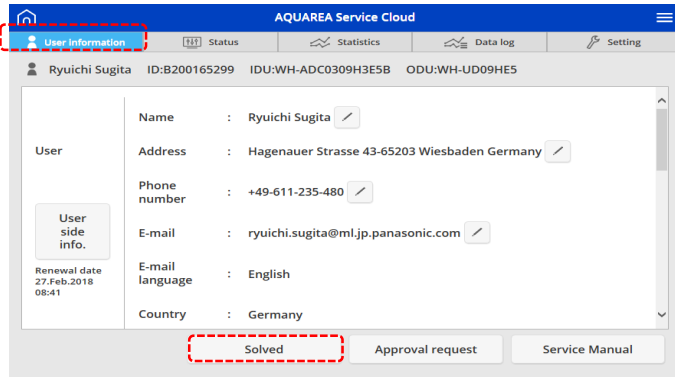 AQUAREA Service Cloud
User information Status Statistics Data log Setting
Ryuichi Sugita ID:B200165299 IDU:WH-ADC0309H3E5B ODU:WH-UD09HE5
User
User
side
info.
Renewal date
27.Feb.2018
08:41
Name : Ryuichi Sugita
Address : Hagenauer Strasse 43-65203 Wiesbaden Germany
Phone
number : +49-611-235-480
E-mail : ryuichi.sugita@ml.jp.panasonic.com
E-mail
language : English
Country : Germany
Solved Approval request Service Manual